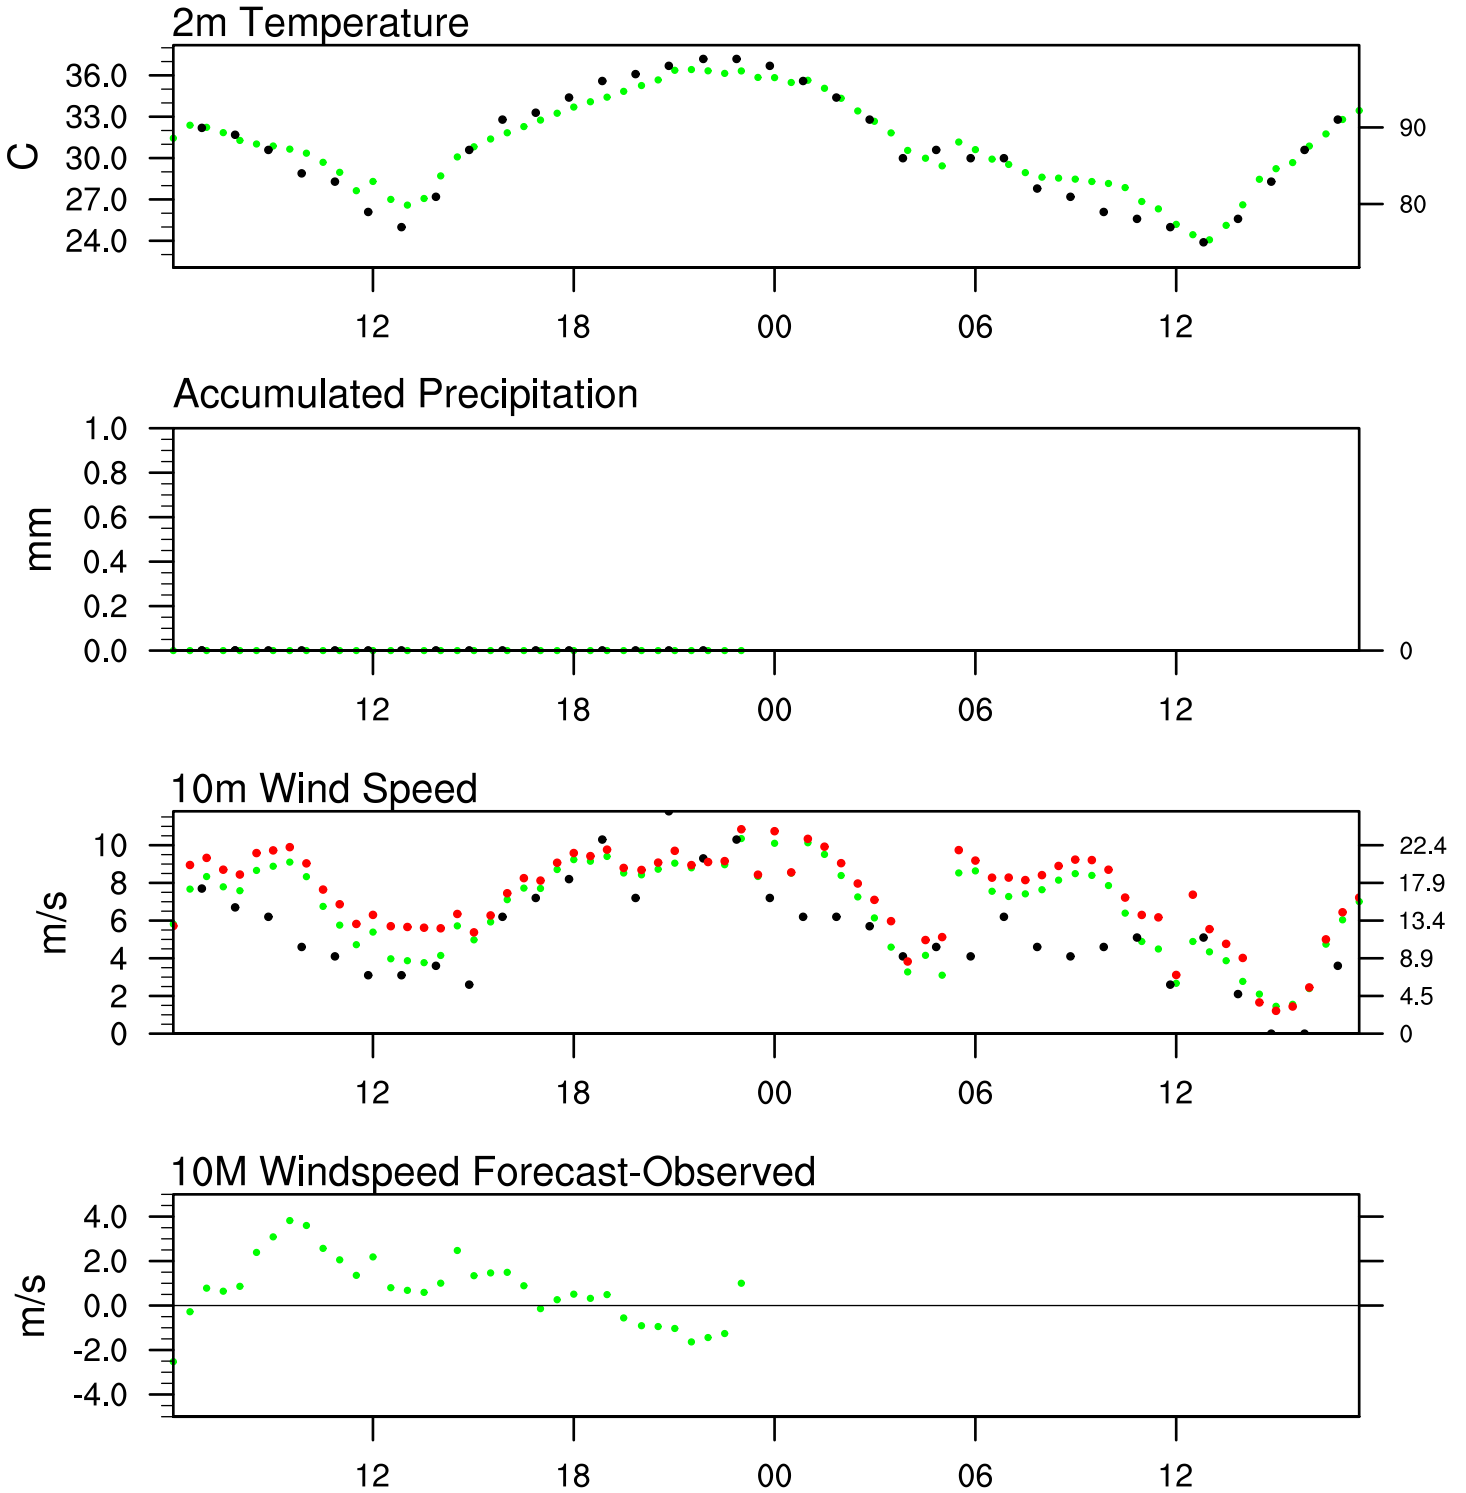 2m Temperature
36.0
33.0
90
30.0
C
27.0
80
24.0
12 18 00 06 12
Accumulated Precipitation
1.0
0.8
0.6
mm
0.4
0.2
0.0
0
12 18 00 06 12
10m Wind Speed
10
22.4
8
17.9
6
13.4
m/s
4
8.9
2
4.5
0
0
12 18 00 06 12
10M Windspeed Forecast-Observed
4.0
2.0
0.0
m/s
-2.0
-4.0
12 18 00 06 12